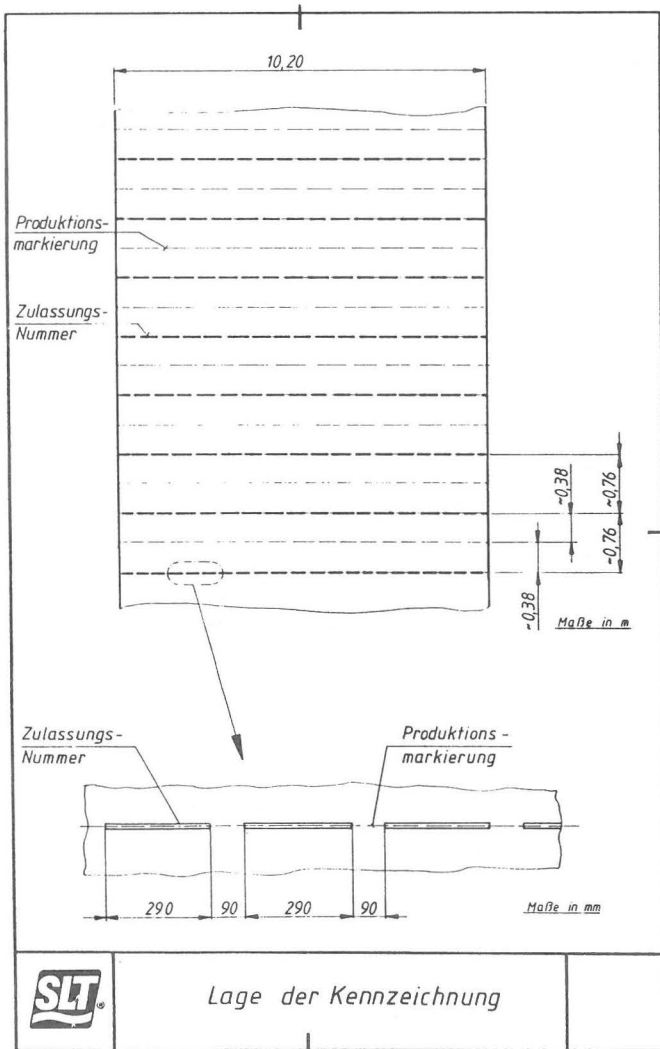 10,20
Produktions-
markierung
Zulassungs-
Nummer
≈0,38
≈0,76
≈0,76
≈0,38
Maße in m
Zulassungs-
Nummer
Produktions-
markierung
290 90 290 90
Maße in mm
SLT®
Lage der Kennzeichnung